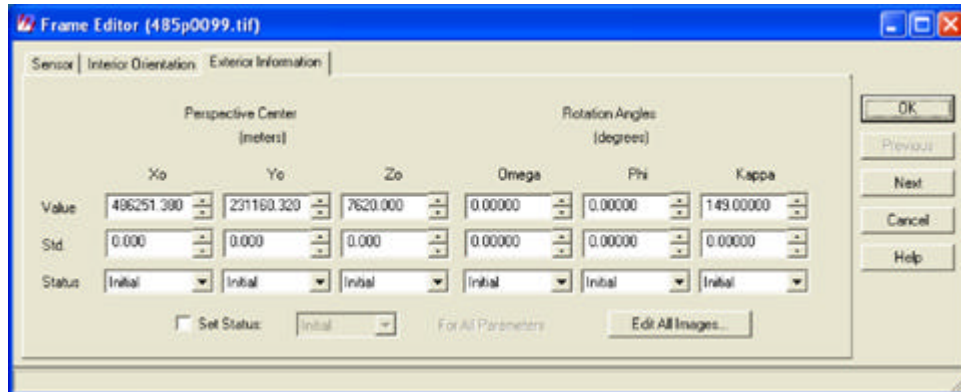 Frame Editor (485p0099.tif)
Sensor Interior Orientation Exterior Information
Perspective Center Rotation Angles
(meters) (degrees)
Xo Yo Zo Omega Phi Kappa
Value 486251.380 231160.320 7620.000 0.00000 0.00000 149.00000
Std. 0.000 0.000 0.000 0.00000 0.00000 0.00000
Status Initial Initial Initial Initial Initial Initial
Set Status: Initial For All Parameters Edit All Images...
OK
Previous
Next
Cancel
Help